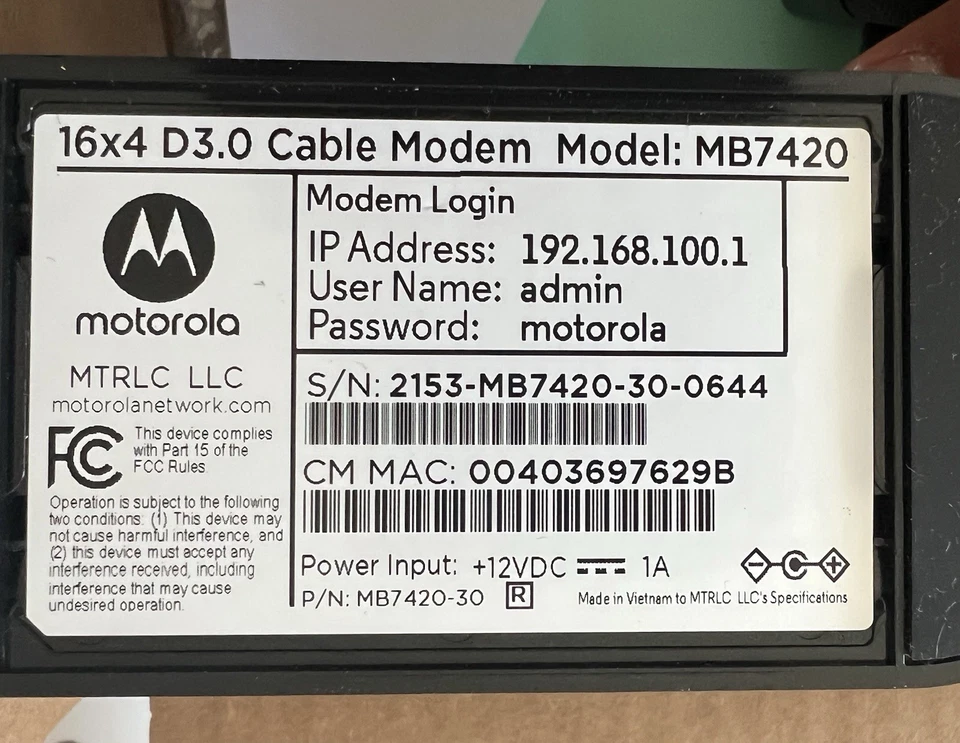 16x4 D3.0 Cable Modem Model: MB7420
motorola
MTRLC LLC
motorolanetwork.com
FC
This device complies
with Part 15 of the
FCC Rules
Operation is subject to the following
two conditions: (1) This device may
not cause harmful interference, and
(2) this device must accept any
interference received, including
interference that may cause
undesired operation.
Modem Login
IP Address: 192.168.100.1
User Name: admin
Password: motorola
S/N: 2153-MB7420-30-0644
CM MAC: 00403697629B
Power Input: +12VDC 1A
P/N: MB7420-30 R
Made in Vietnam to MTRLC LLC's Specifications